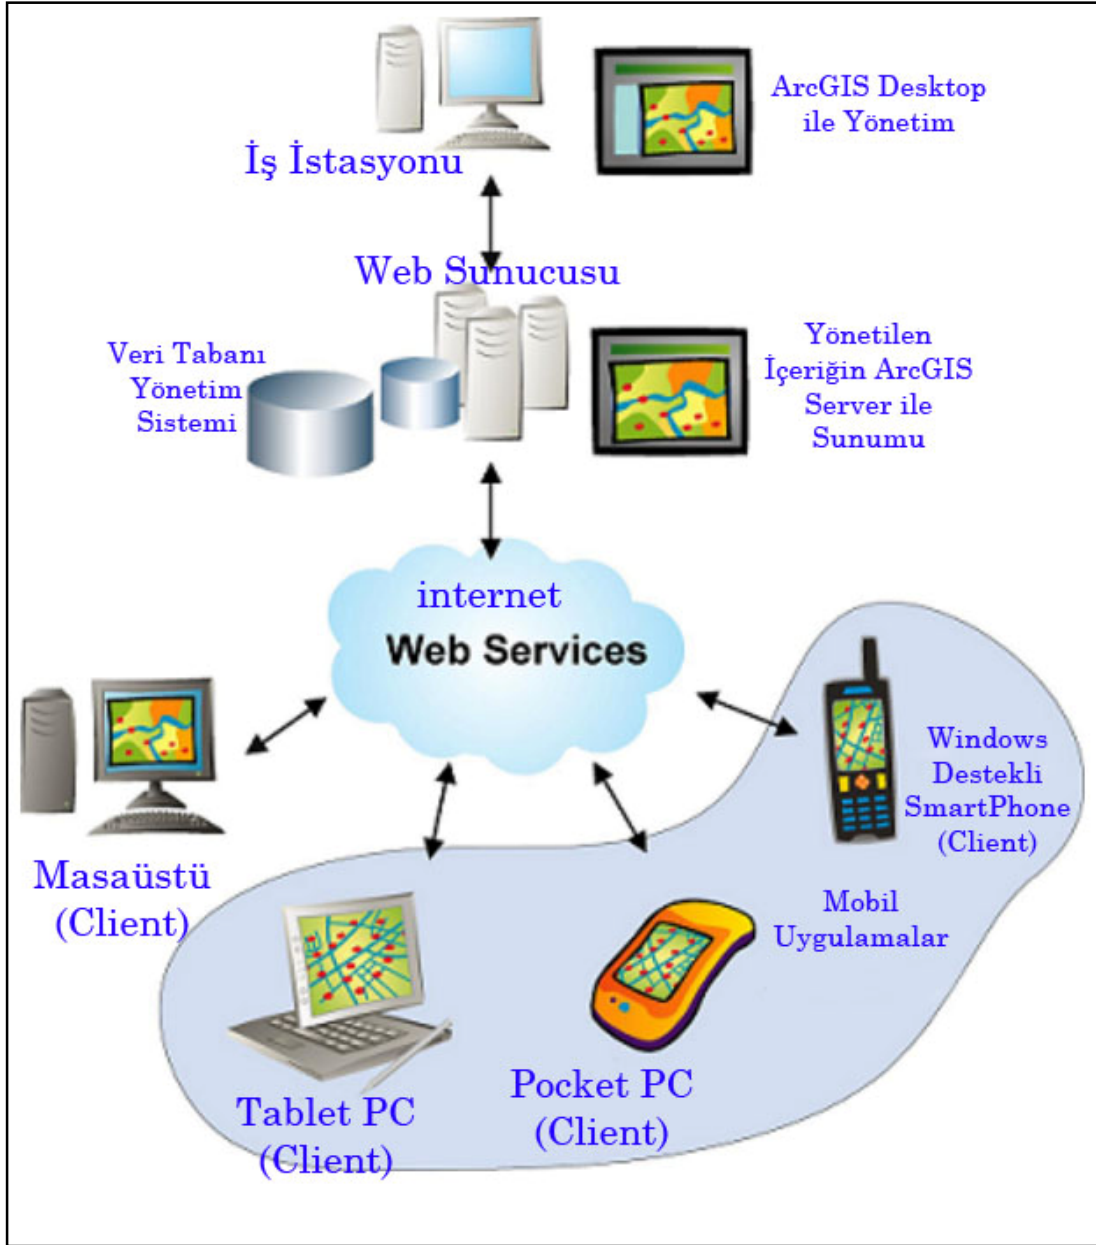 ArcGIS Desktop
ile Yönetim
İş İstasyonu
Web Sunucusu
Veri Tabanı
Yönetim
Sistemi
Yönetilen
İçeriğin ArcGIS
Server ile
Sunumu
internet
Web Services
Windows
Destekli
SmartPhone
(Client)
Masaüstü
(Client)
Mobil
Uygulamalar
Tablet PC
(Client)
Pocket PC
(Client)